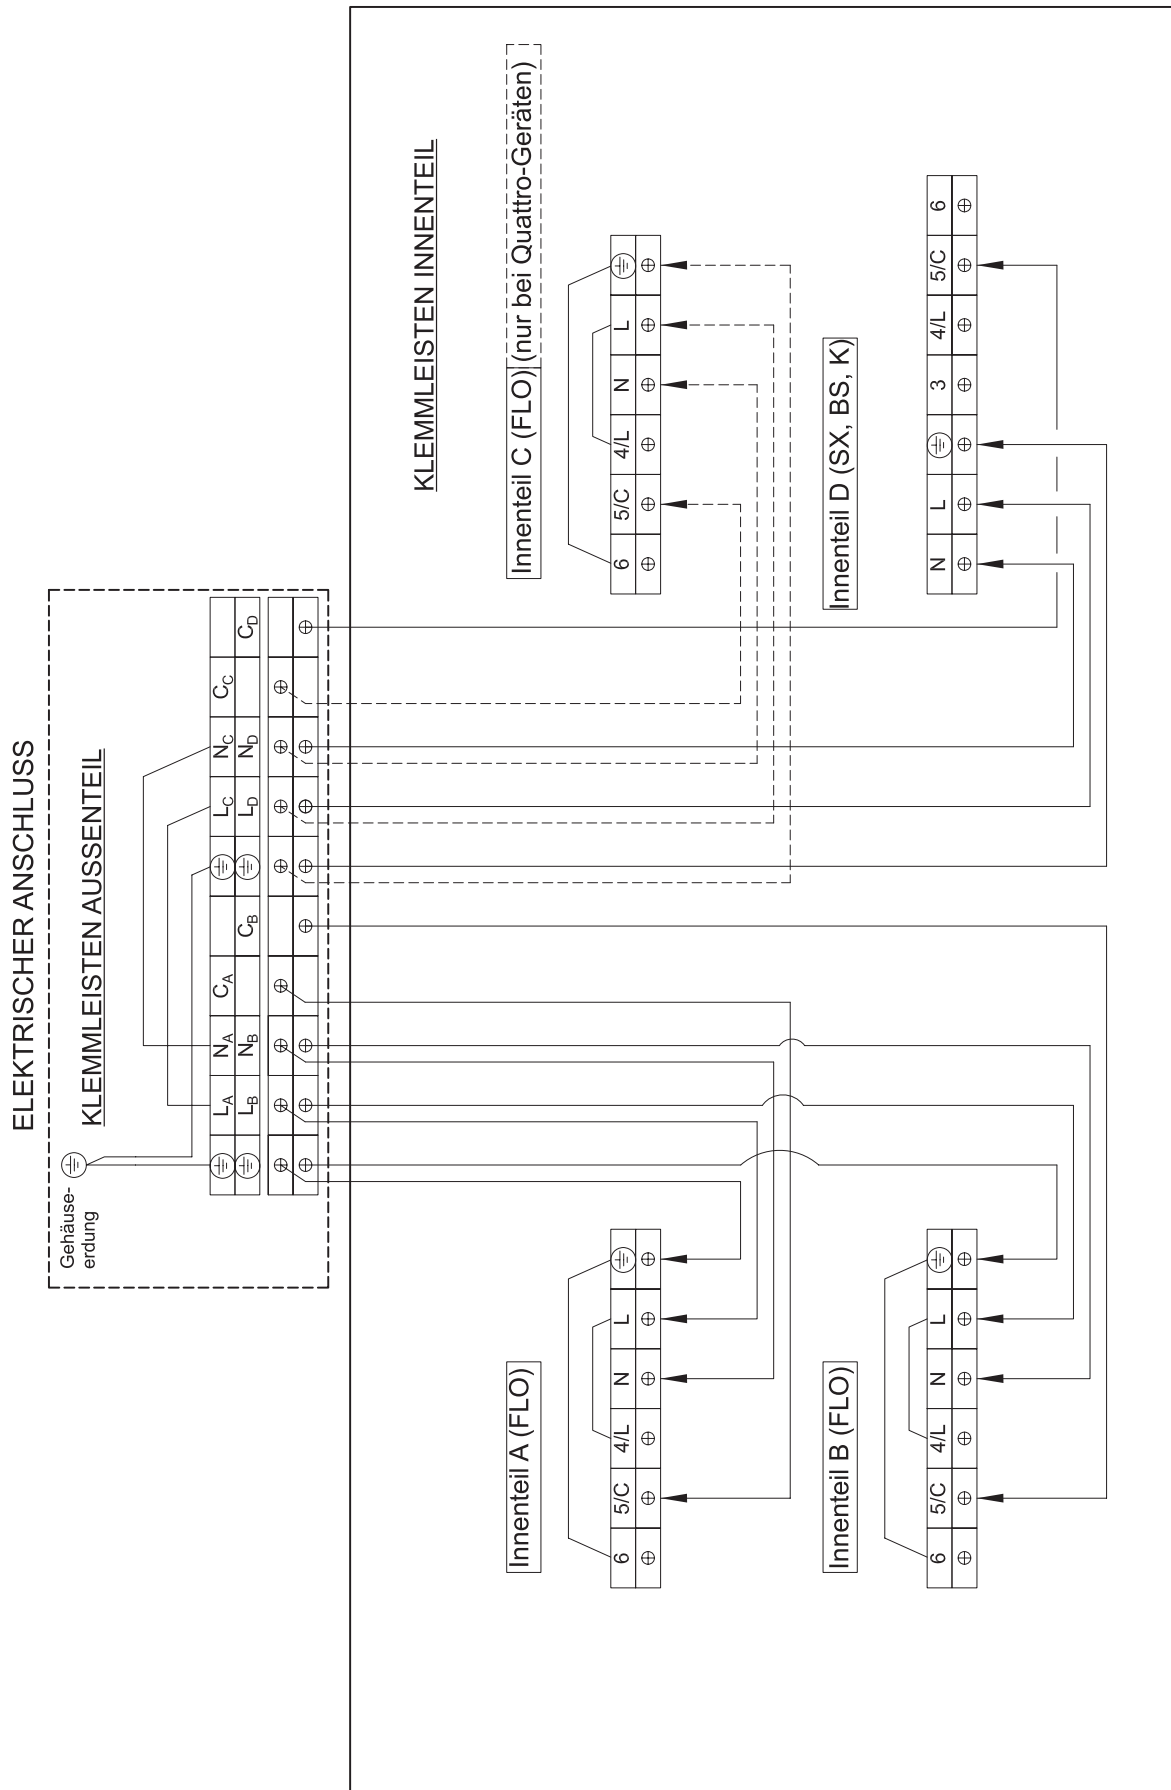 ELEKTRISCHER ANSCHLUSS
Gehäuse-
erdung
KLEMMLEISTEN AUSSENTEIL
⏚ L_A N_A C_A ⏚ L_C N_C C_C
⏚ L_B N_B C_B ⏚ L_D N_D C_D
KLEMMLEISTEN INNENTEIL
Innenteil A (FLO)
6 5/C 4/L N L ⏚
Innenteil C (FLO) (nur bei Quattro-Geräten)
6 5/C 4/L N L ⏚
Innenteil B (FLO)
6 5/C 4/L N L ⏚
Innenteil D (SX, BS, K)
N L ⏚ 3 4/L 5/C 6